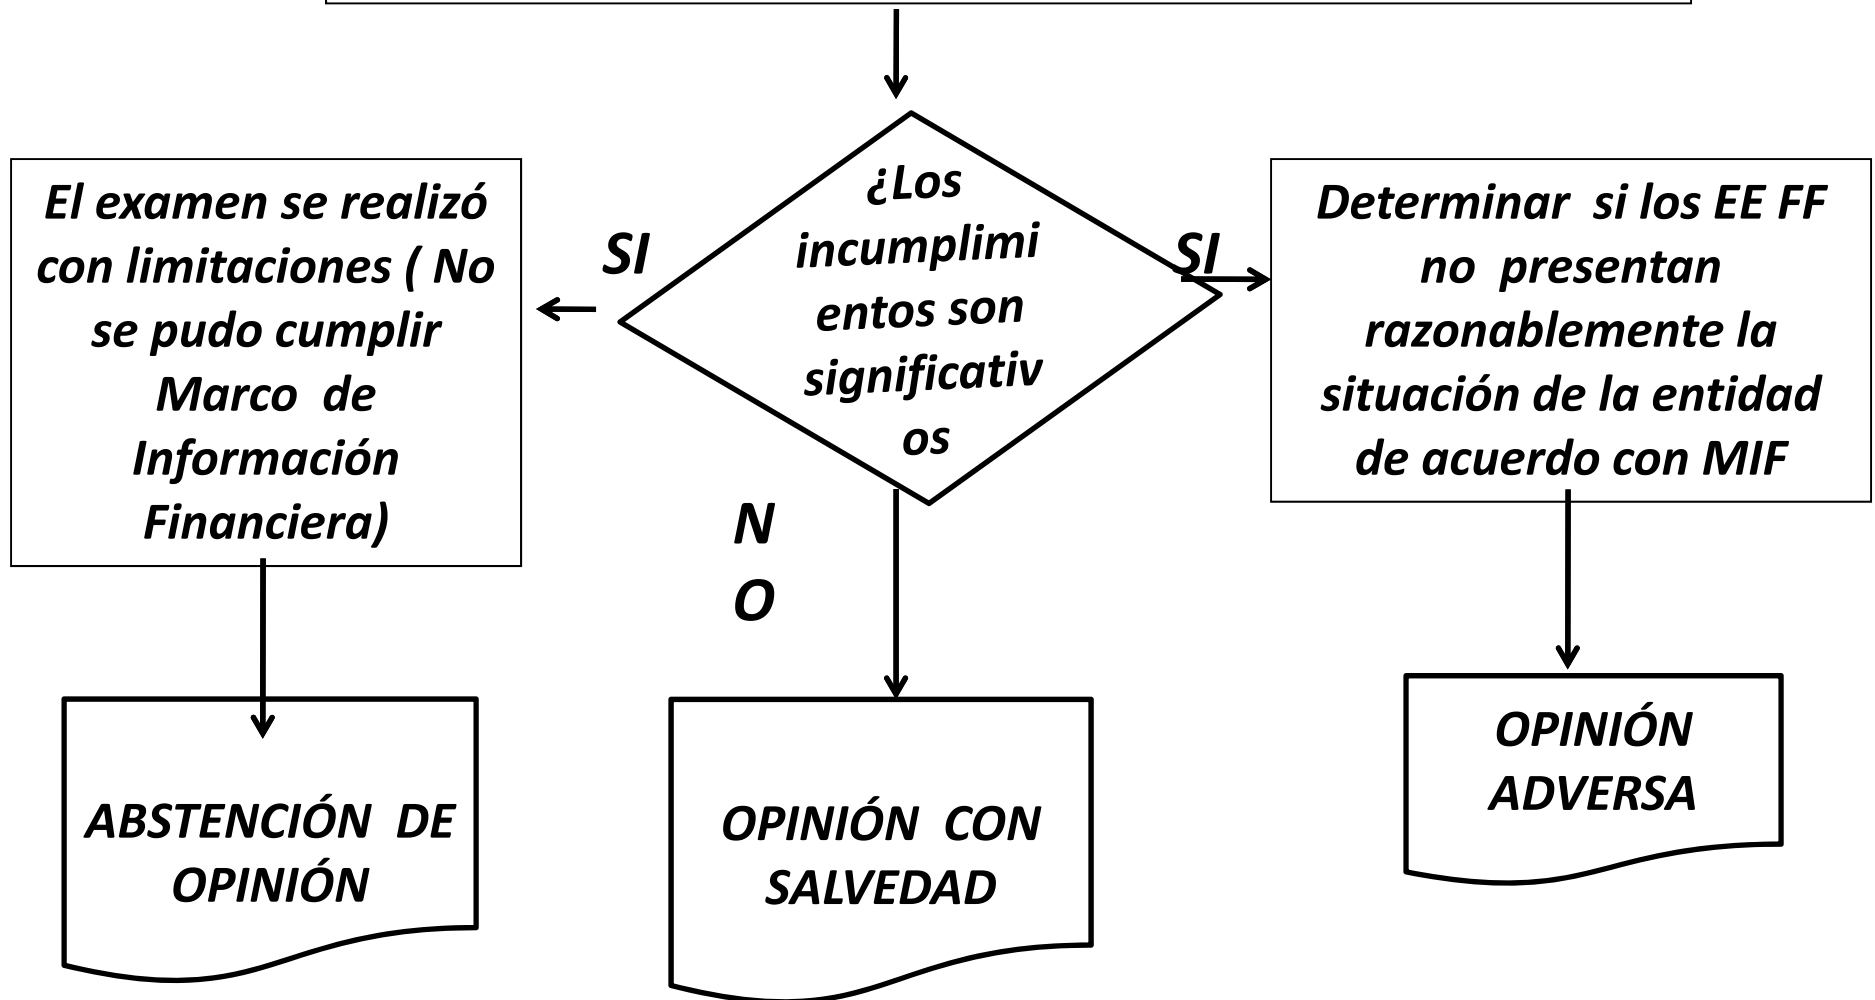 El examen se realizó
con limitaciones ( No
se pudo cumplir
Marco de
Información
Financiera)
SI
¿Los
incumplimi
entos son
significativ
os
SI
Determinar si los EE FF
no presentan
razonablemente la
situación de la entidad
de acuerdo con MIF
N
O
ABSTENCIÓN DE
OPINIÓN
OPINIÓN CON
SALVEDAD
OPINIÓN
ADVERSA